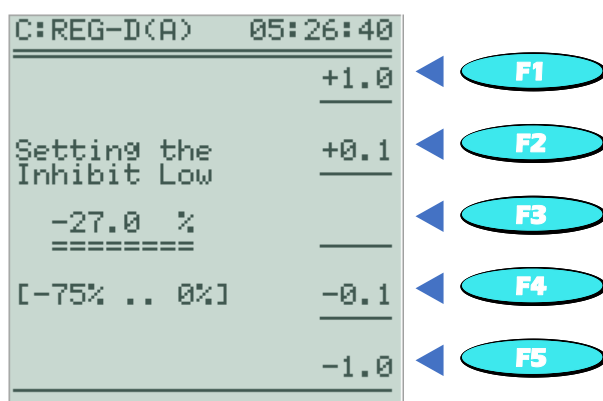 C:REG-D(A) 05:26:40
+1.0 F1
Setting the +0.1 F2
Inhibit Low
-27.0 % F3
========
[-75% .. 0%] -0.1 F4
-1.0 F5